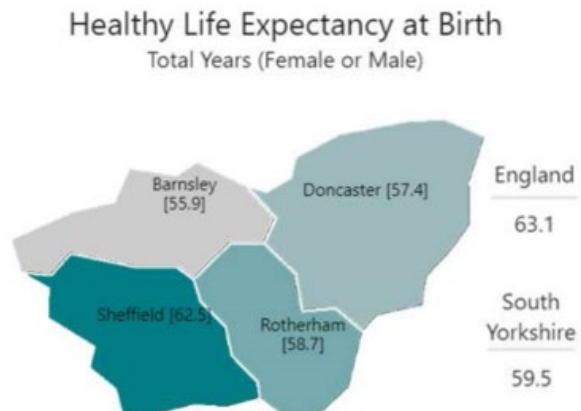 Healthy Life Expectancy at Birth
Total Years (Female or Male)
Barnsley
[55.9]
Doncaster [57.4]
England
63.1
Sheffield [62.5]
Rotherham
[58.7]
South
Yorkshire
59.5